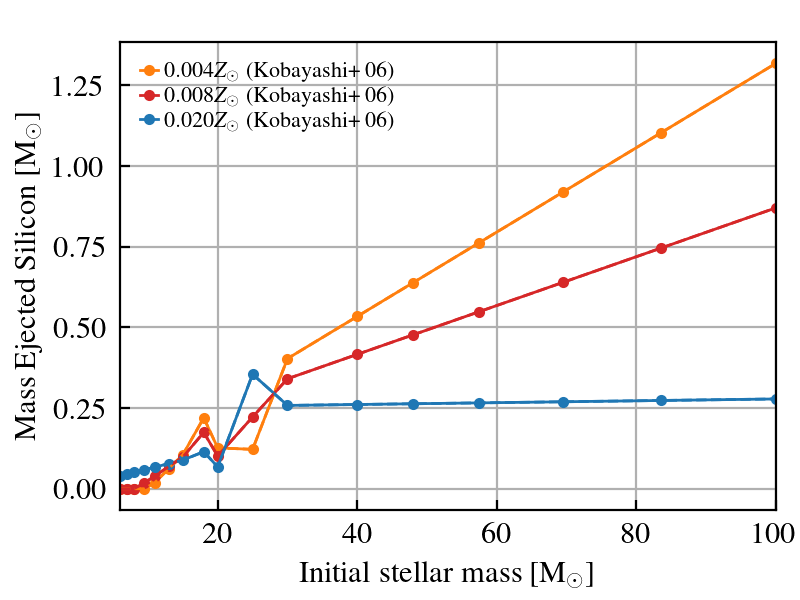 0.004Z☉ (Kobayashi+ 06)
0.008Z☉ (Kobayashi+ 06)
0.020Z☉ (Kobayashi+ 06)
Mass Ejected Silicon [M☉]
1.25
1.00
0.75
0.50
0.25
0.00
20 40 60 80 100
Initial stellar mass [M☉]